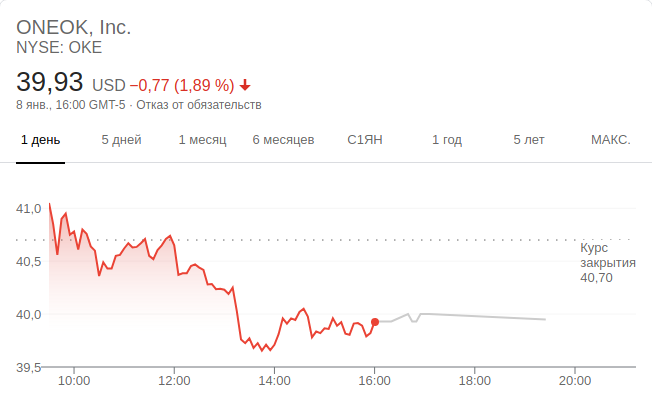 ONEOK, Inc.
NYSE: OKE
39,93 USD −0,77 (1,89 %)
8 янв., 16:00 GMT-5 · Отказ от обязательств
1 день 5 дней 1 месяц 6 месяцев С1ЯН 1 год 5 лет МАКС.
41,0
40,5
40,0
39,5
Курс
закрытия
40,70
10:00 12:00 14:00 16:00 18:00 20:00